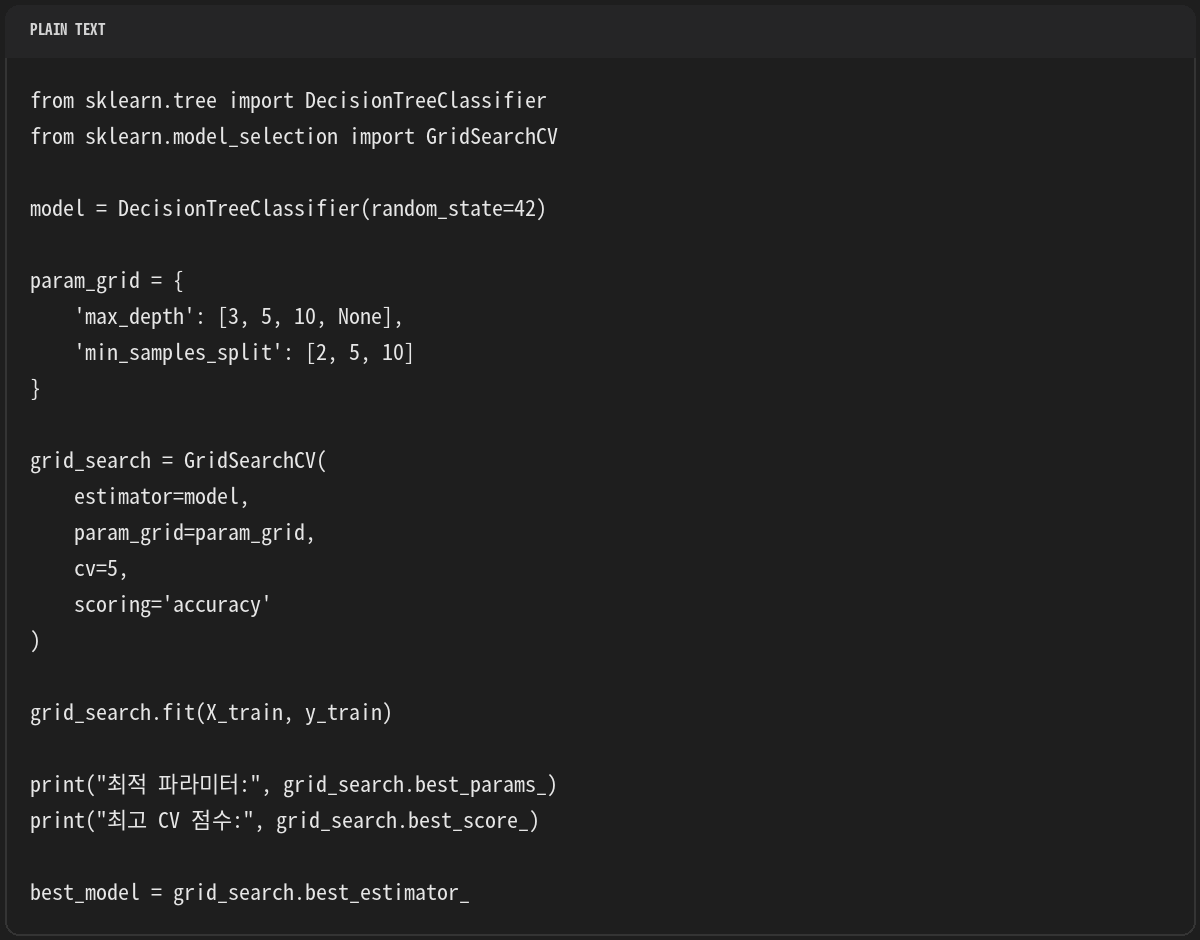 PLAIN TEXT
from sklearn.tree import DecisionTreeClassifier
from sklearn.model_selection import GridSearchCV

model = DecisionTreeClassifier(random_state=42)

param_grid = {
    'max_depth': [3, 5, 10, None],
    'min_samples_split': [2, 5, 10]
}

grid_search = GridSearchCV(
    estimator=model,
    param_grid=param_grid,
    cv=5,
    scoring='accuracy'
)

grid_search.fit(X_train, y_train)

print("최적 파라미터:", grid_search.best_params_)
print("최고 CV 점수:", grid_search.best_score_)

best_model = grid_search.best_estimator_